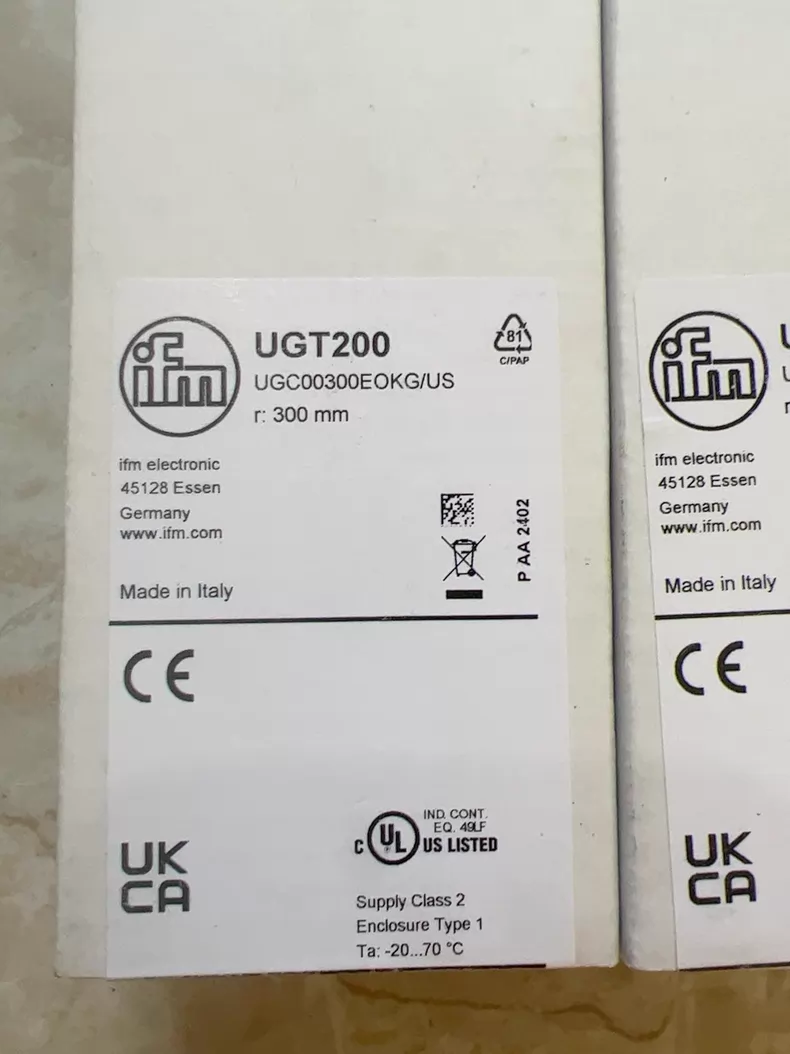 ifm
UGT200
UGC00300EOKG/US
r: 300 mm
81
C/PAP
ifm electronic
45128 Essen
Germany
www.ifm.com
P AA 2402
Made in Italy
CE
UK
CA
C UL US LISTED
IND. CONT.
EQ. 49LF
Supply Class 2
Enclosure Type 1
Ta: -20...70 °C
ifm
ifm electronic
45128 Essen
Germany
www.ifm.com
Made in Italy
CE
UK
CA